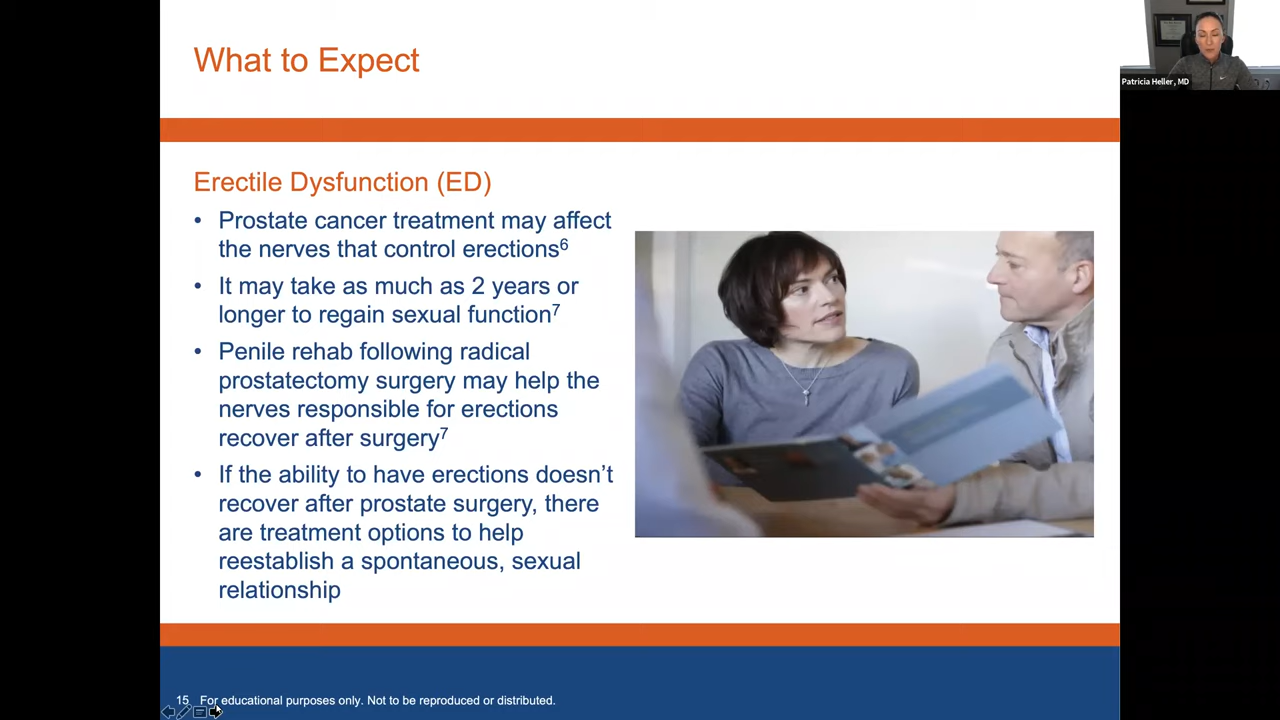 What to Expect
Patricia Heller, MD
Erectile Dysfunction (ED)
• Prostate cancer treatment may affect
the nerves that control erections6
• It may take as much as 2 years or
longer to regain sexual function7
• Penile rehab following radical
prostatectomy surgery may help the
nerves responsible for erections
recover after surgery7
• If the ability to have erections doesn’t
recover after prostate surgery, there
are treatment options to help
reestablish a spontaneous, sexual
relationship
15 For educational purposes only. Not to be reproduced or distributed.